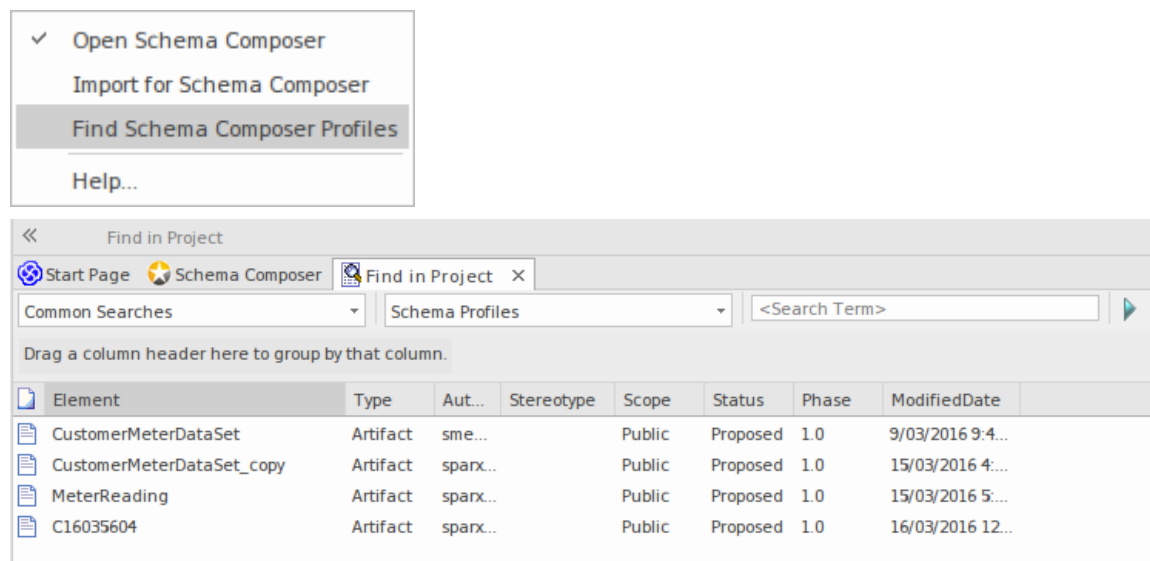 Open Schema Composer
Import for Schema Composer
Find Schema Composer Profiles
Help...
Find in Project
Start Page Schema Composer Find in Project
Common Searches Schema Profiles <Search Term>
Drag a column header here to group by that column.
Element Type Aut... Stereotype Scope Status Phase ModifiedDate
CustomerMeterDataSet Artifact sme... Public Proposed 1.0 9/03/2016 9:4...
CustomerMeterDataSet_copy Artifact sparx... Public Proposed 1.0 15/03/2016 4:...
MeterReading Artifact sparx... Public Proposed 1.0 15/03/2016 5:...
C16035604 Artifact sparx... Public Proposed 1.0 16/03/2016 12...